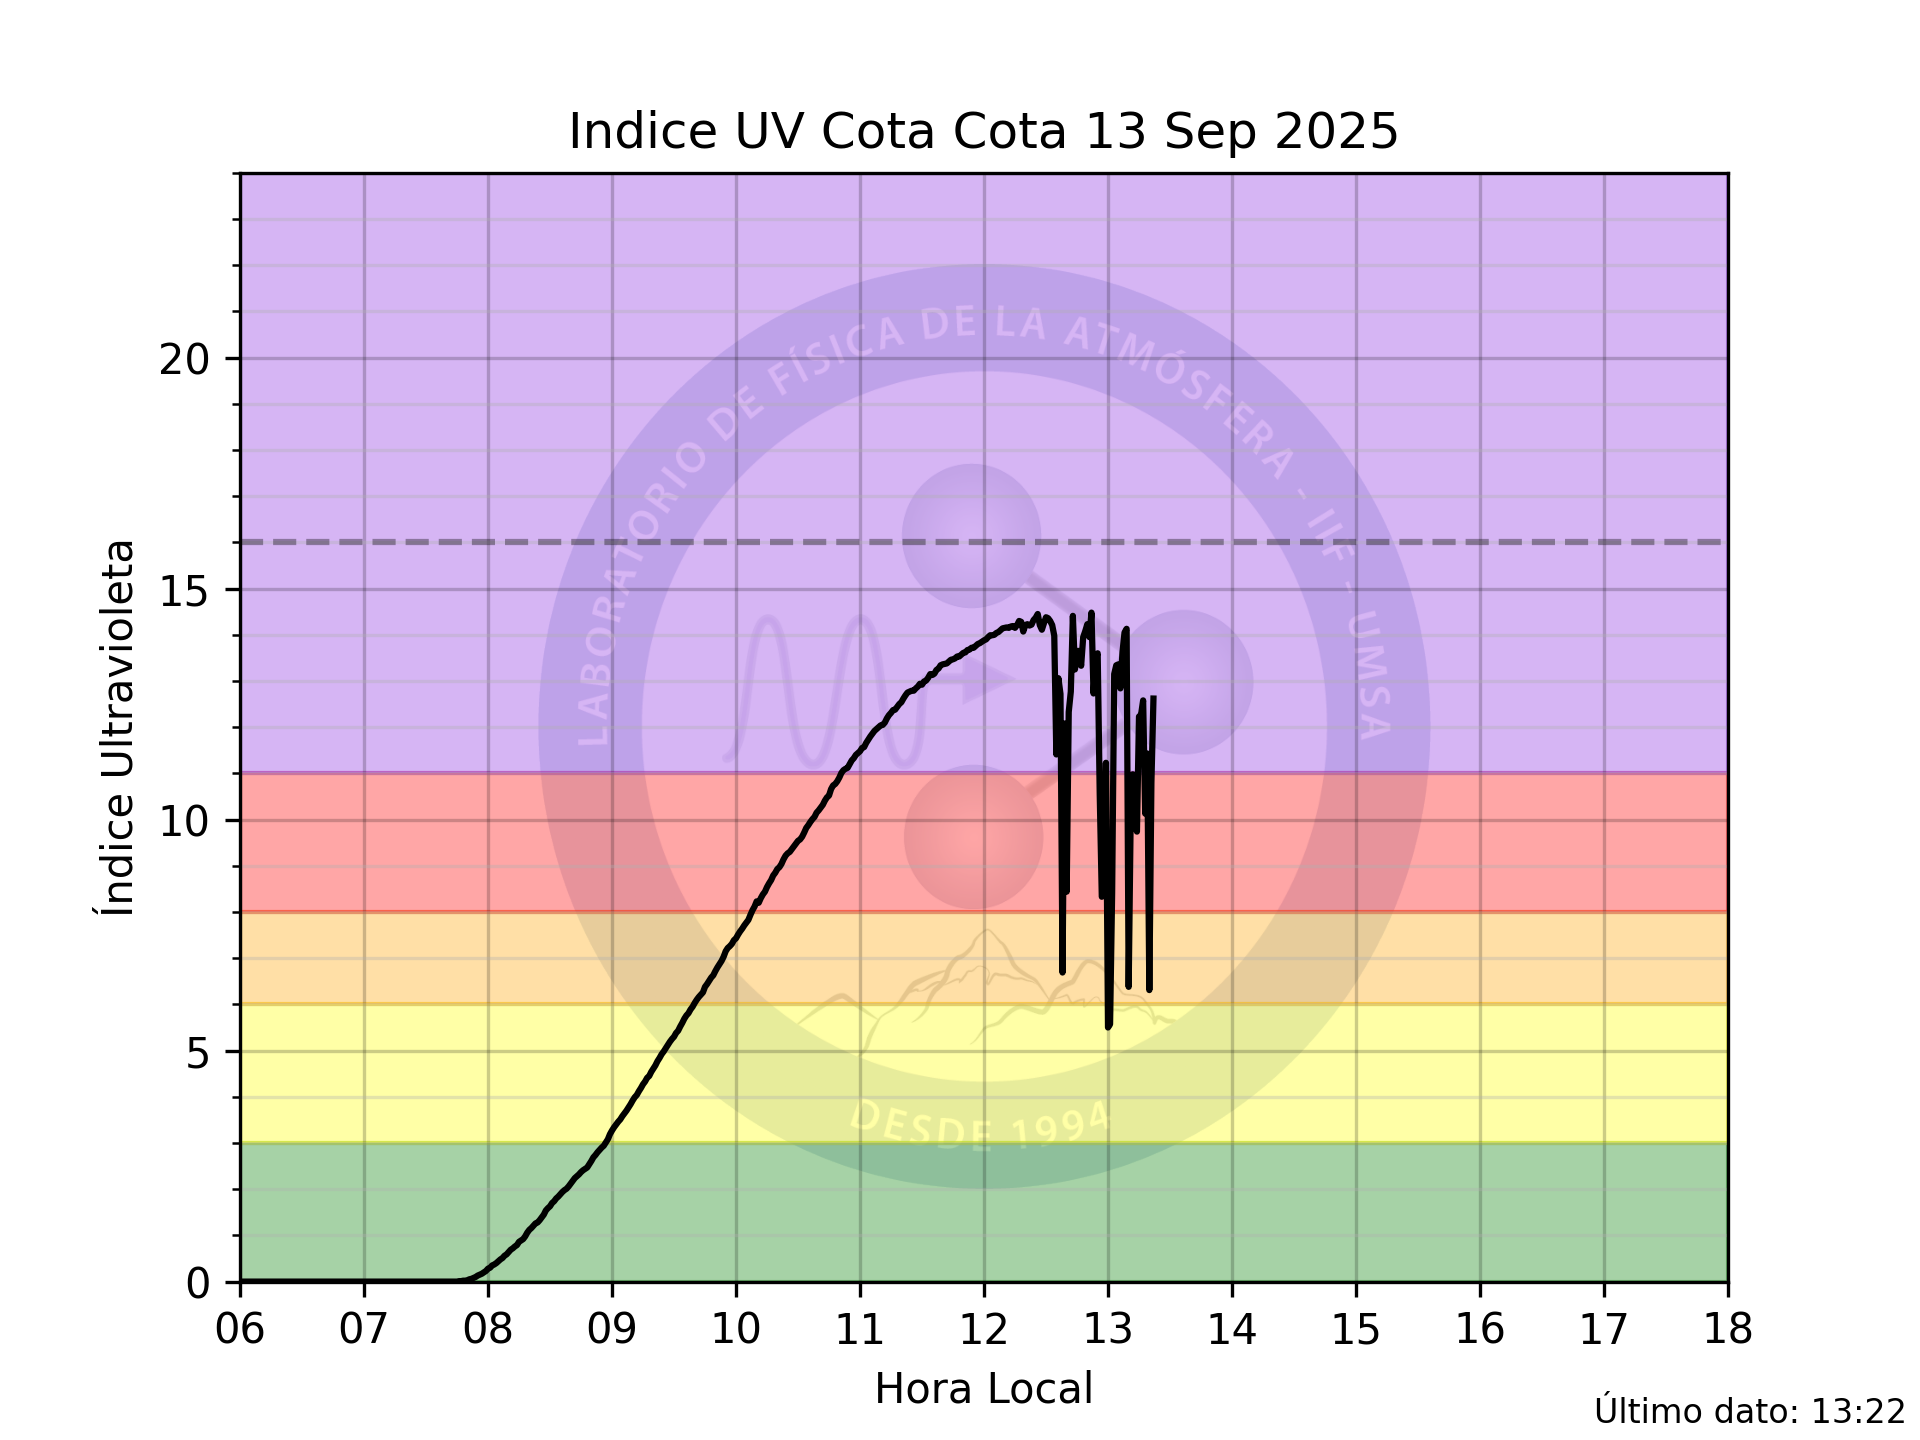 Indice UV Cota Cota 13 Sep 2025
Índice Ultravioleta
20
15
10
5
0
LABORATORIO DE FÍSICA DE LA ATMÓSFERA - IIF - UMSA
DESDE 1994
06 07 08 09 10 11 12 13 14 15 16 17 18
Hora Local
Último dato: 13:22